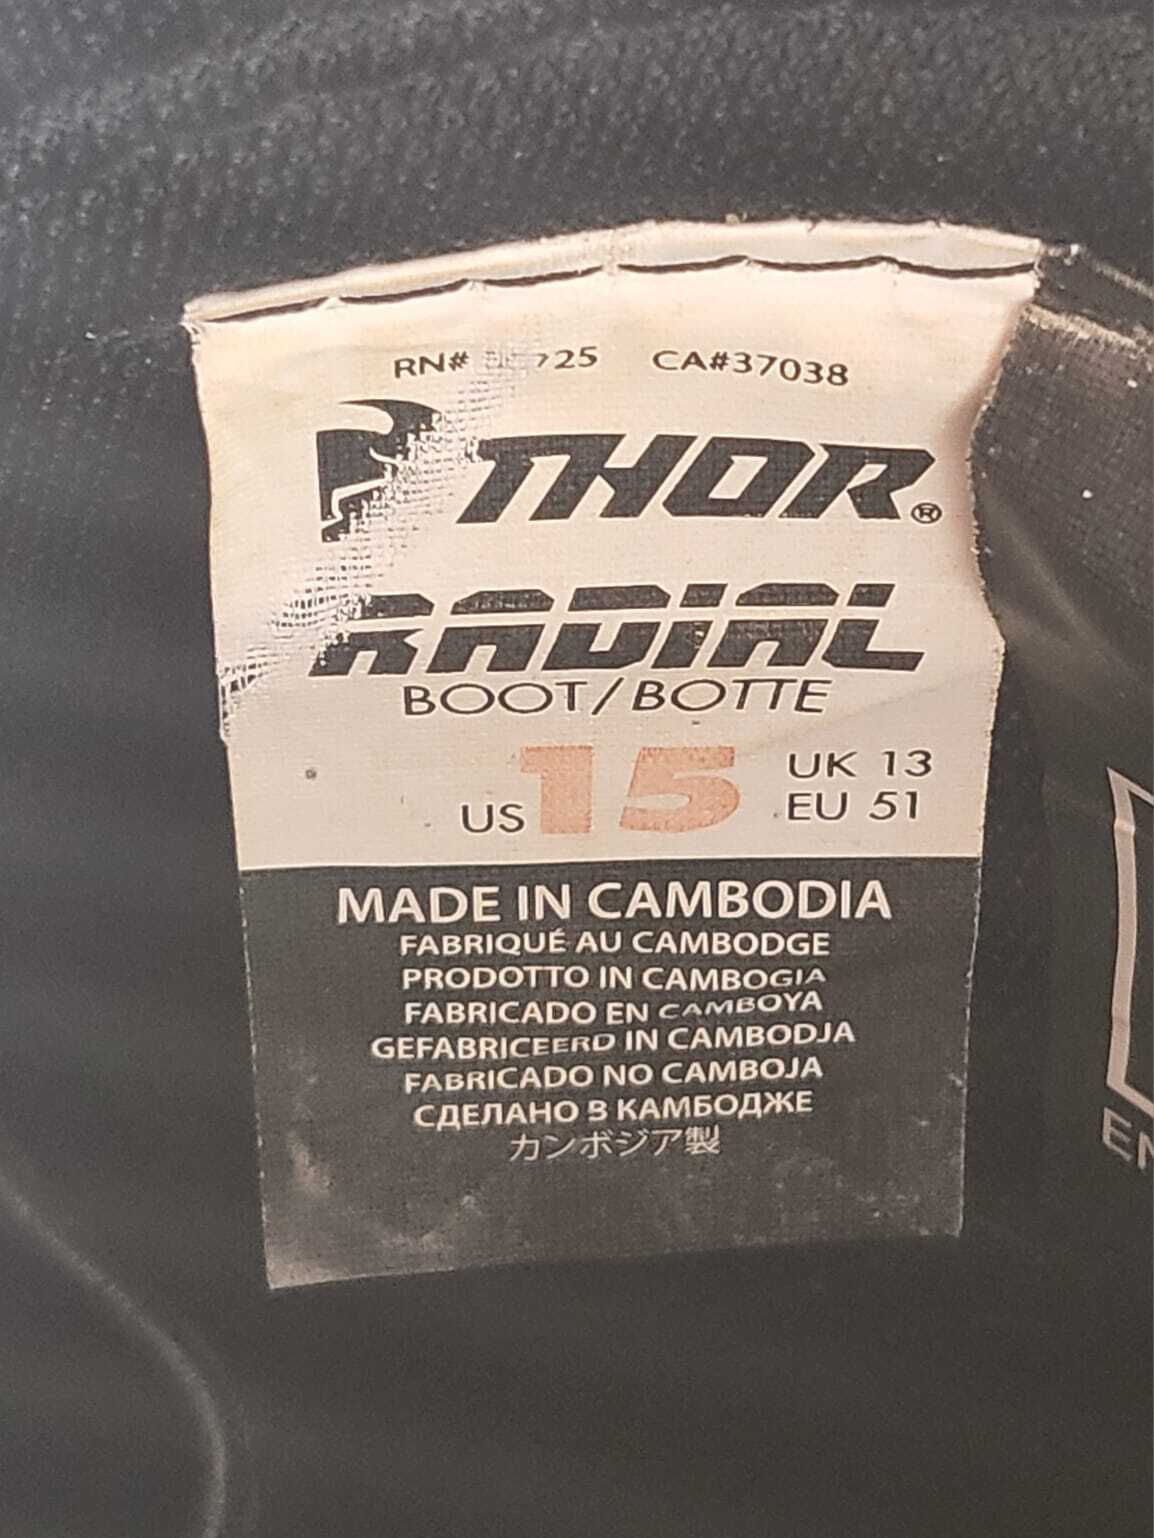 RN# 725 CA#37038
THOR®
RADIAL
BOOT/BOTTE
US 15 UK 13
EU 51
MADE IN CAMBODIA
FABRIQUÉ AU CAMBODGE
PRODOTTO IN CAMBOGIA
FABRICADO EN CAMBOYA
GEFABRICEERD IN CAMBODJA
FABRICADO NO CAMBOJA
СДЕЛАНО В КАМБОДЖЕ
カンボジア製
EN